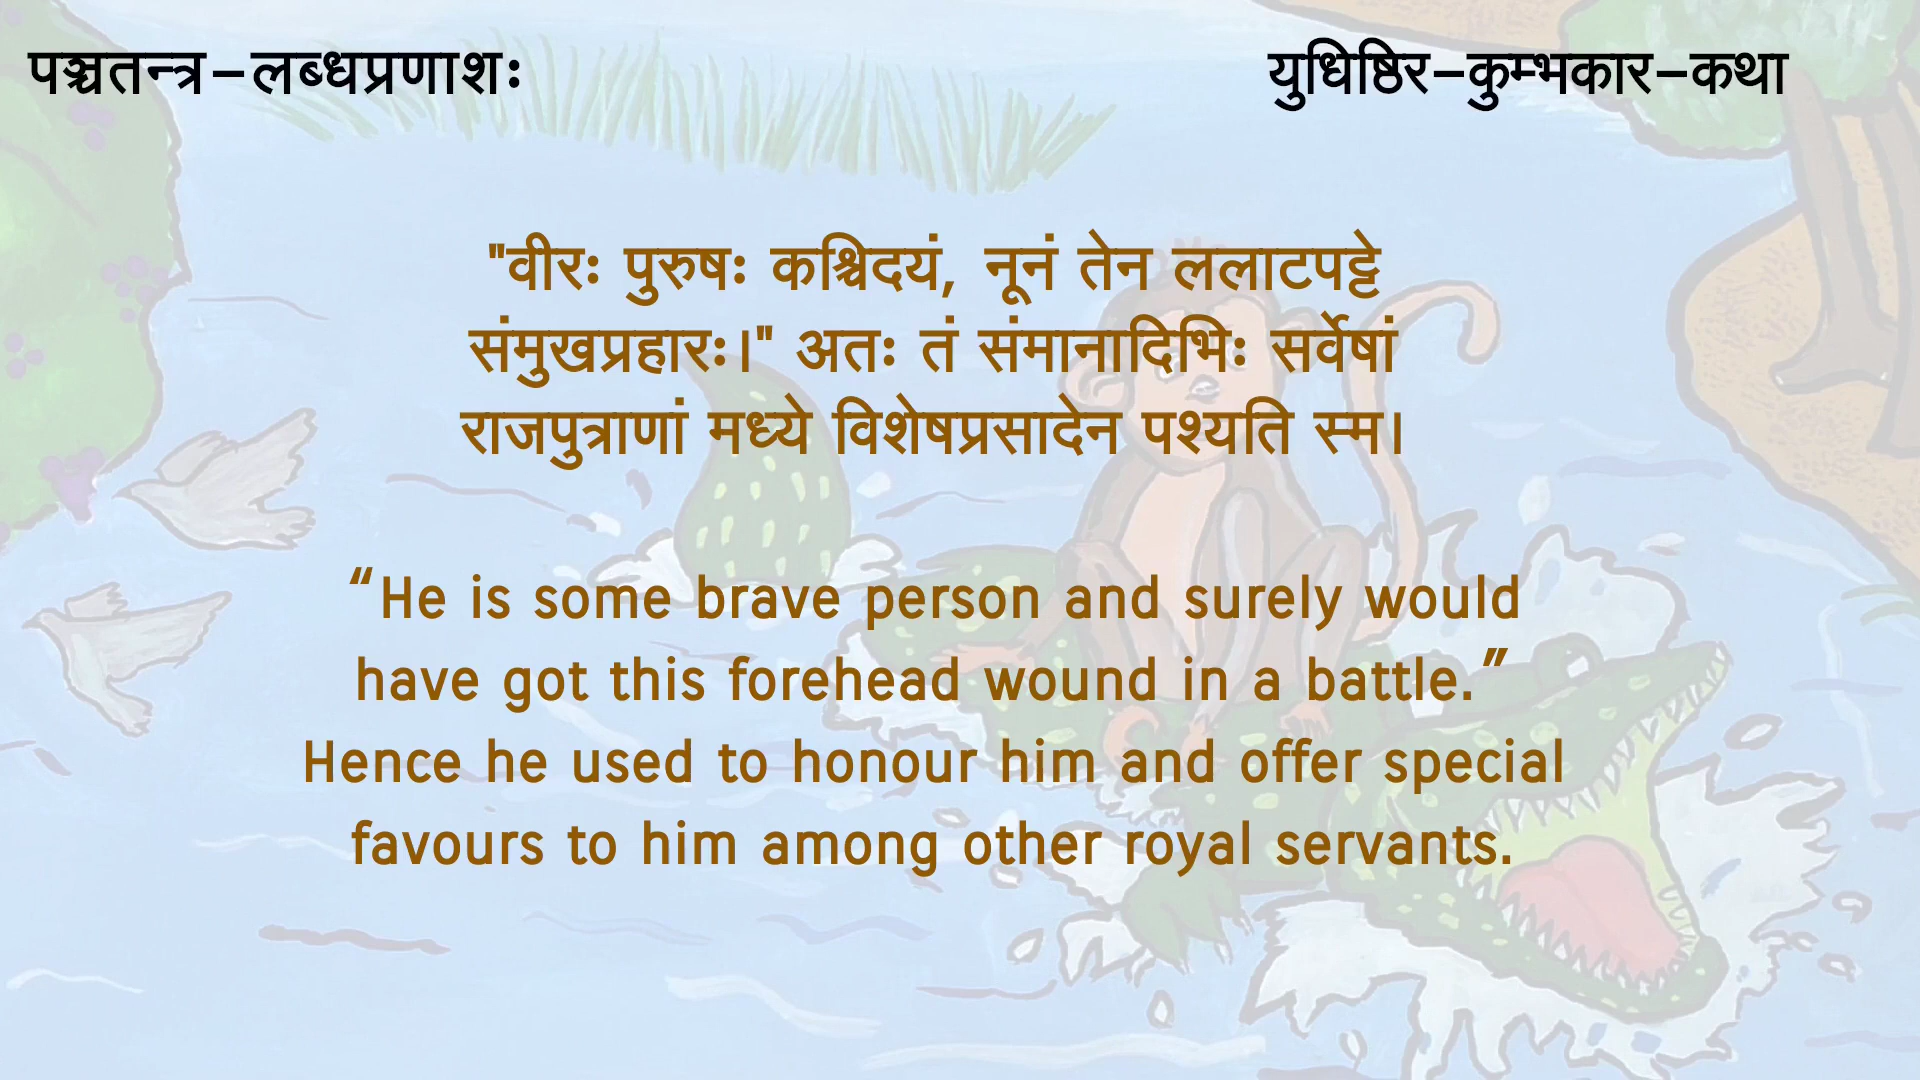 पञ्चतन्त्र-लब्धप्रणाशः
युधिष्ठिर-कुम्भकार-कथा
"वीरः पुरुषः कश्चिदयं, नूनं तेन ललाटपट्टे
संमुखप्रहारः।" अतः तं संमानादिभिः सर्वेषां
राजपुत्राणां मध्ये विशेषप्रसादेन पश्यति स्म।
“He is some brave person and surely would
have got this forehead wound in a battle.”
Hence he used to honour him and offer special
favours to him among other royal servants.